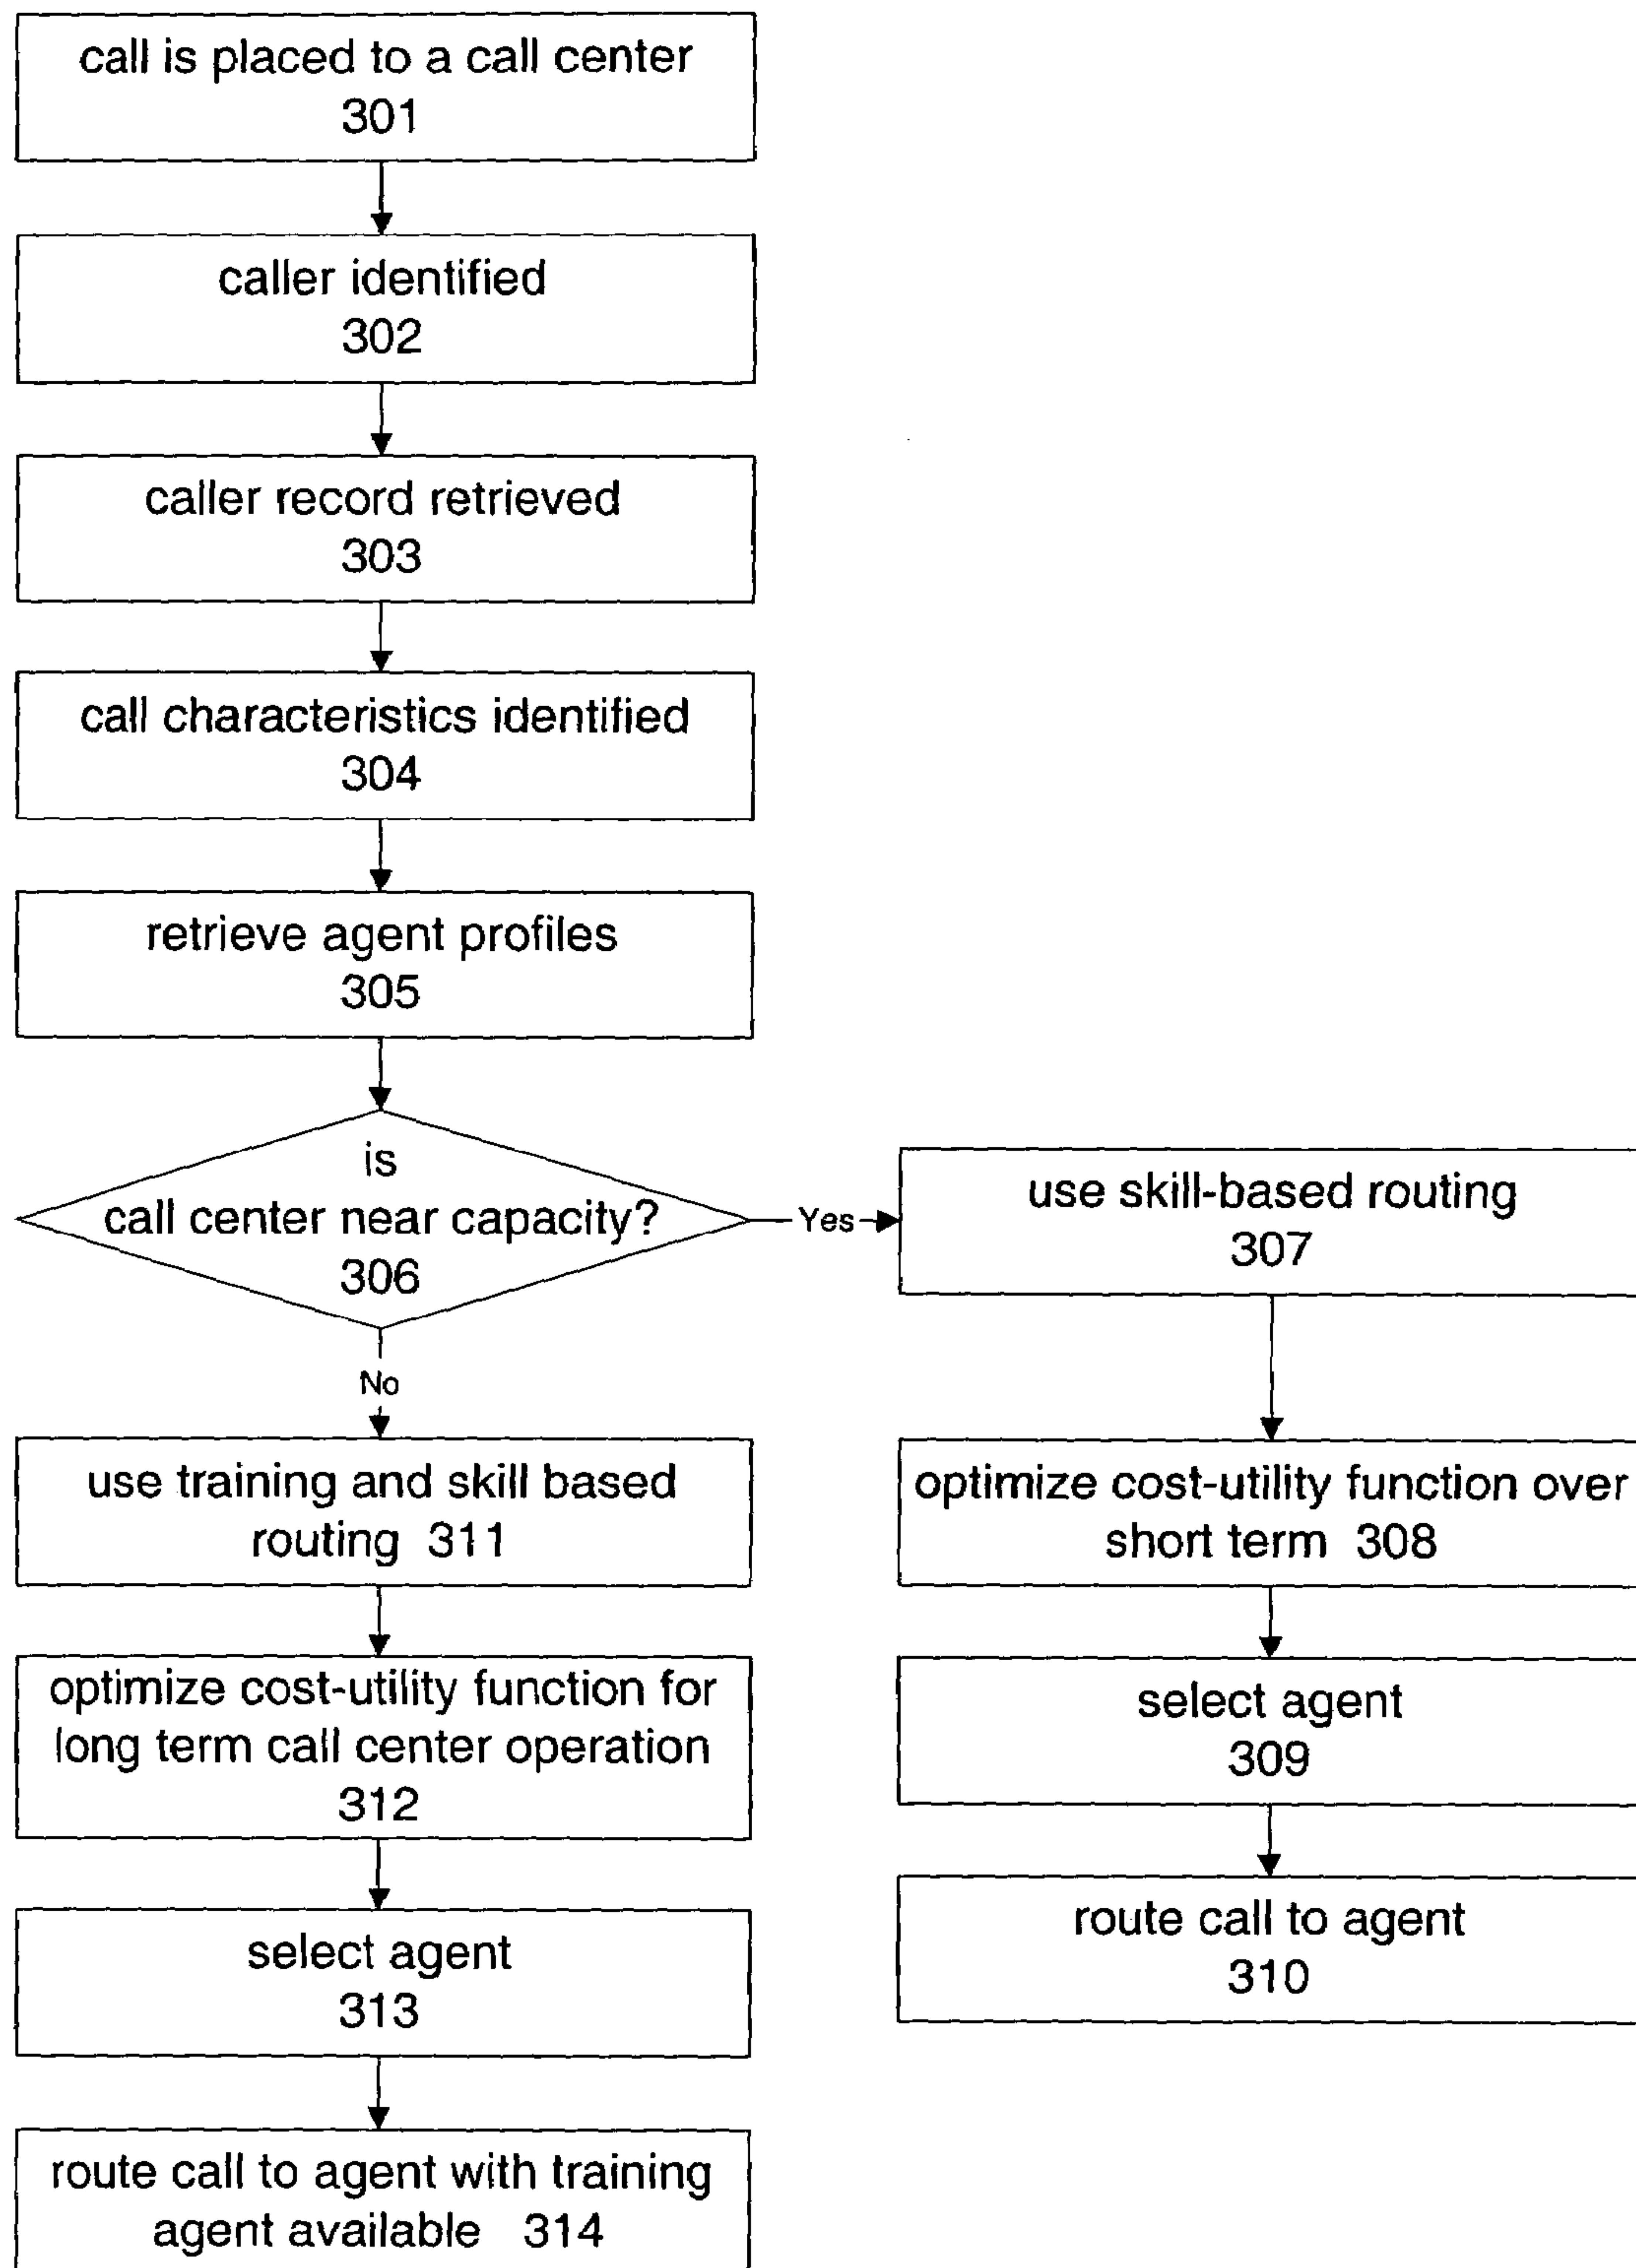 call is placed to a call center
301
caller identified
302
caller record retrieved
303
call characteristics identified
304
retrieve agent profiles
305
is
call center near capacity?
306
Yes
use skill-based routing
307
optimize cost-utility function over
short term 308
select agent
309
route call to agent
310
No
use training and skill based
routing 311
optimize cost-utility function for
long term call center operation
312
select agent
313
route call to agent with training
agent available 314